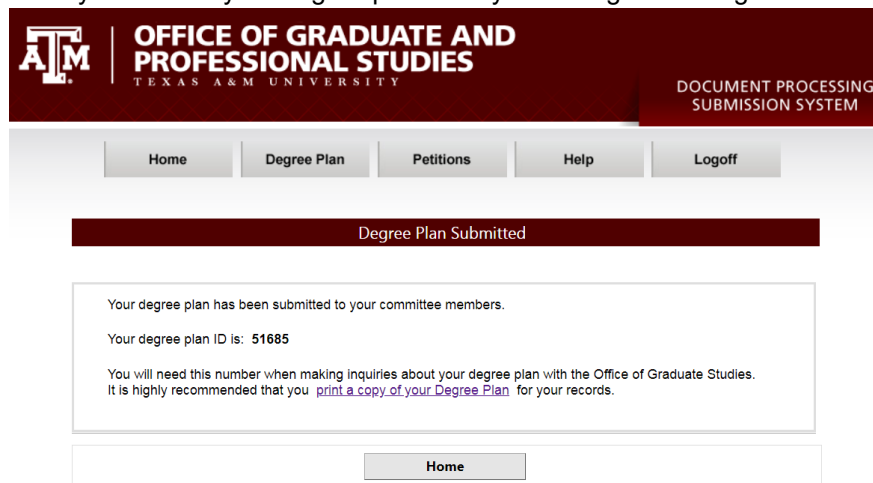 ĀM
OFFICE OF GRADUATE AND
PROFESSIONAL STUDIES
TEXAS A&M UNIVERSITY
DOCUMENT PROCESSING
SUBMISSION SYSTEM
Home Degree Plan Petitions Help Logoff
Degree Plan Submitted
Your degree plan has been submitted to your committee members.
Your degree plan ID is: 51685
You will need this number when making inquiries about your degree plan with the Office of Graduate Studies.
It is highly recommended that you print a copy of your Degree Plan for your records.
Home